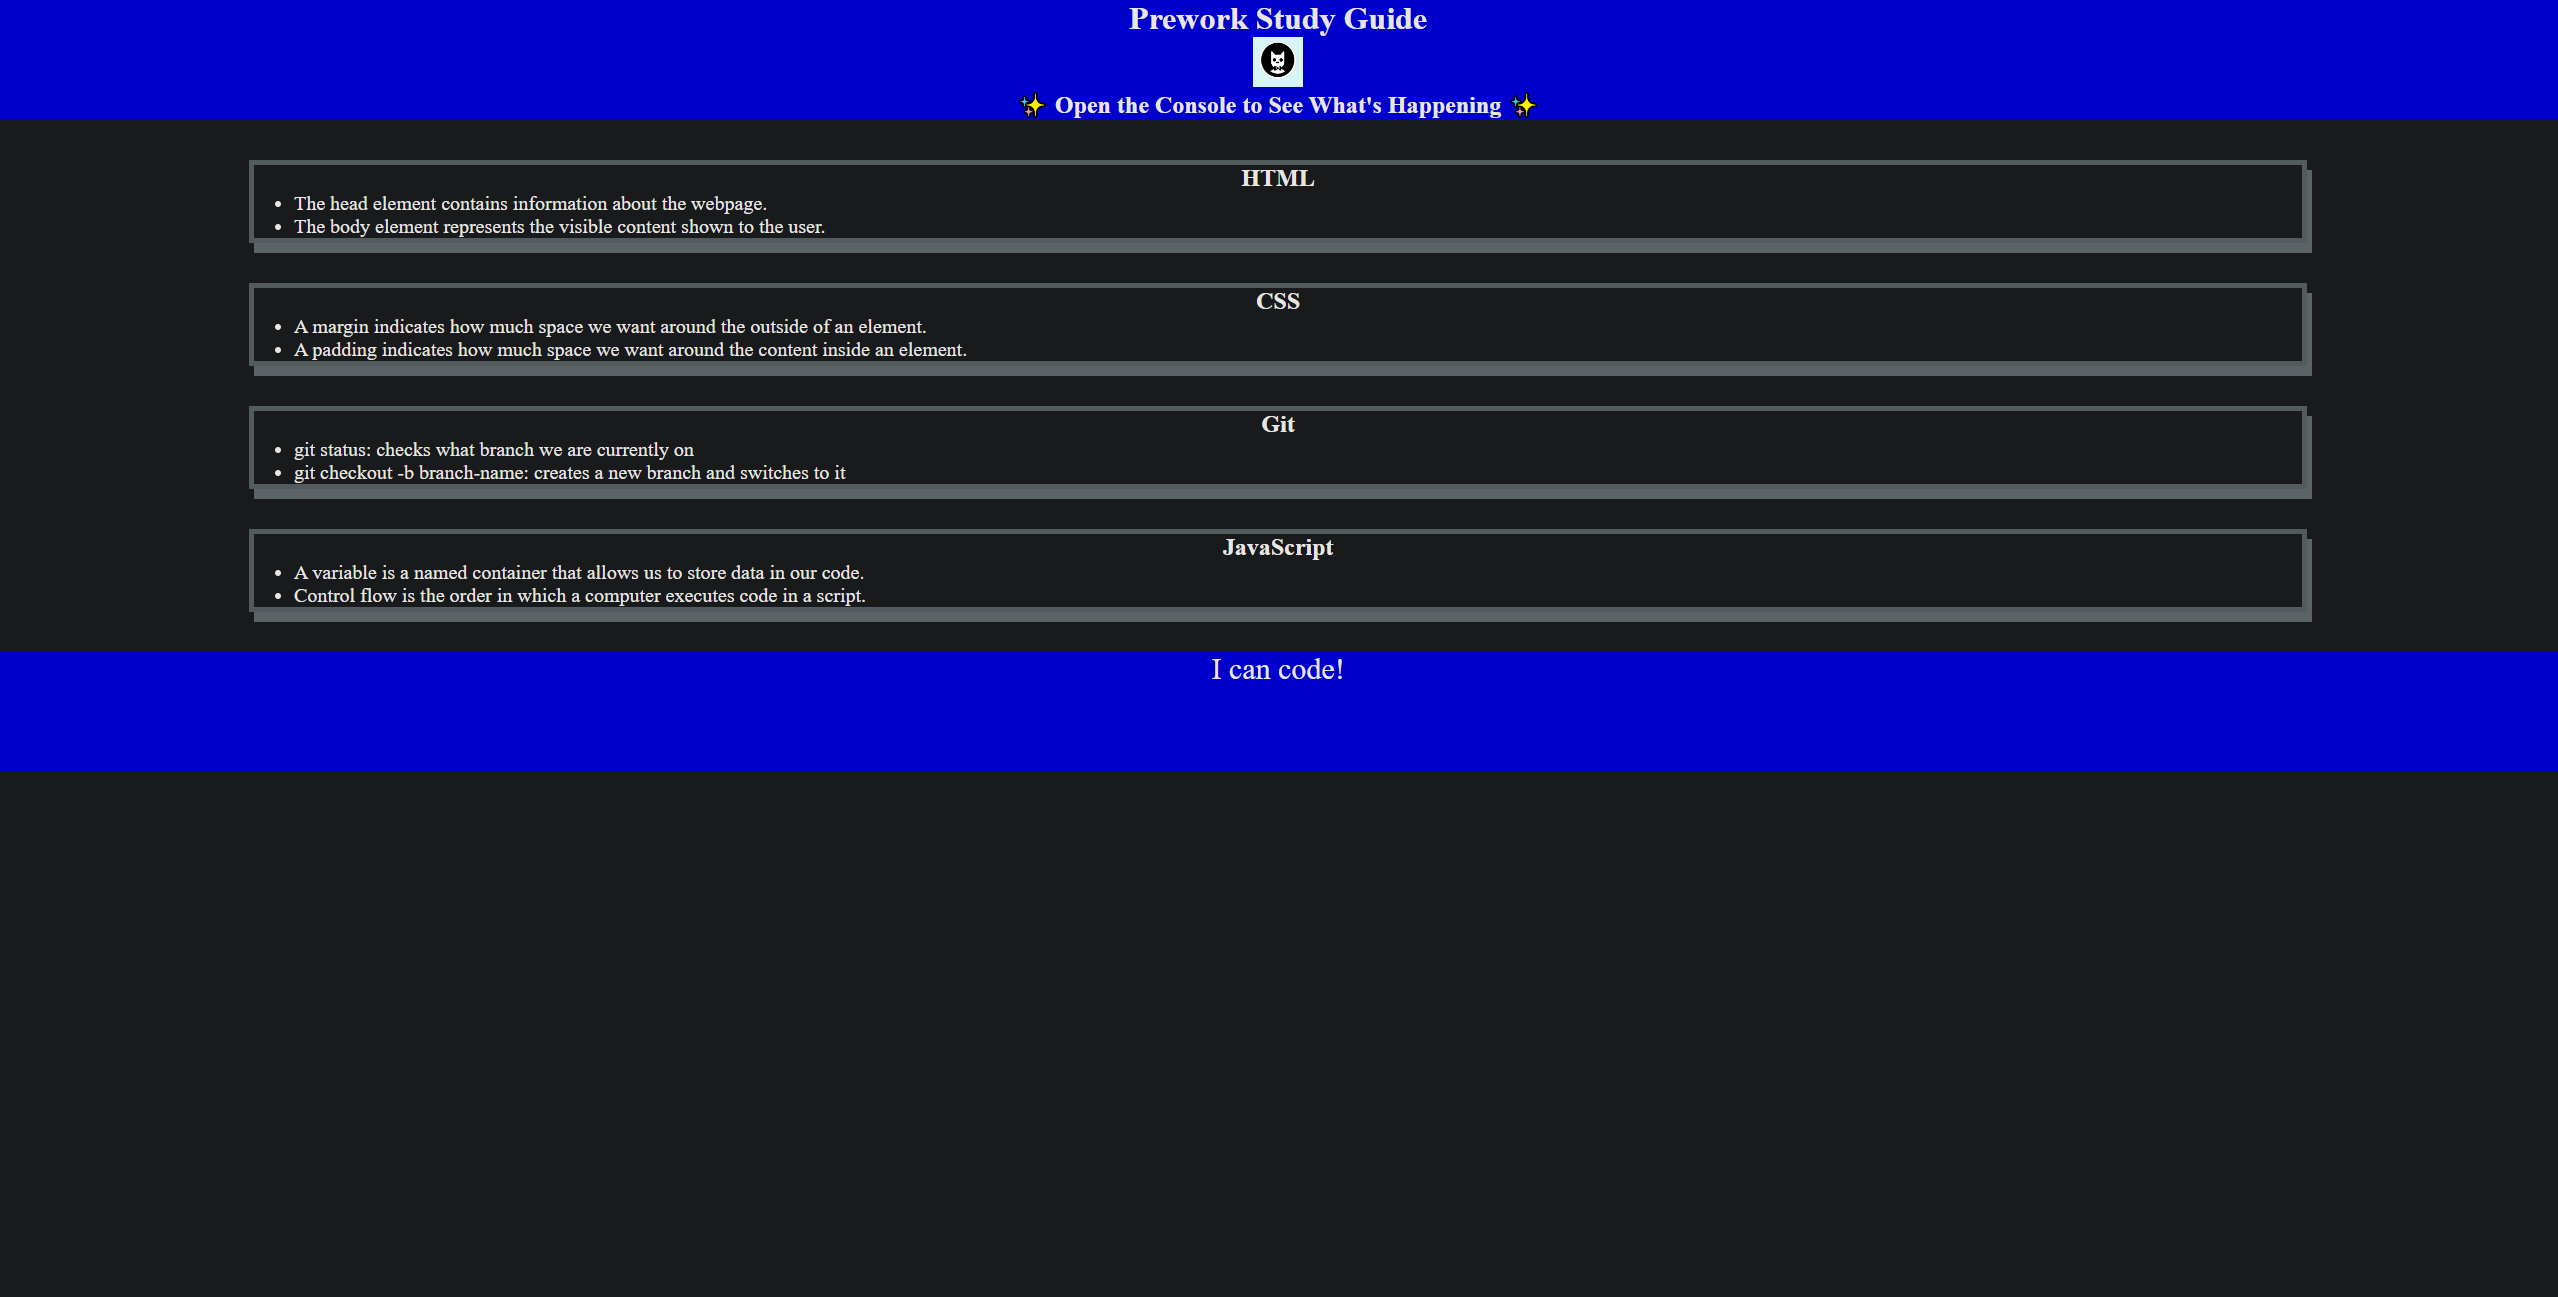 Prework Study Guide
✨ Open the Console to See What's Happening ✨
HTML
• The head element contains information about the webpage.
• The body element represents the visible content shown to the user.
CSS
• A margin indicates how much space we want around the outside of an element.
• A padding indicates how much space we want around the content inside an element.
Git
• git status: checks what branch we are currently on
• git checkout -b branch-name: creates a new branch and switches to it
JavaScript
• A variable is a named container that allows us to store data in our code.
• Control flow is the order in which a computer executes code in a script.
I can code!